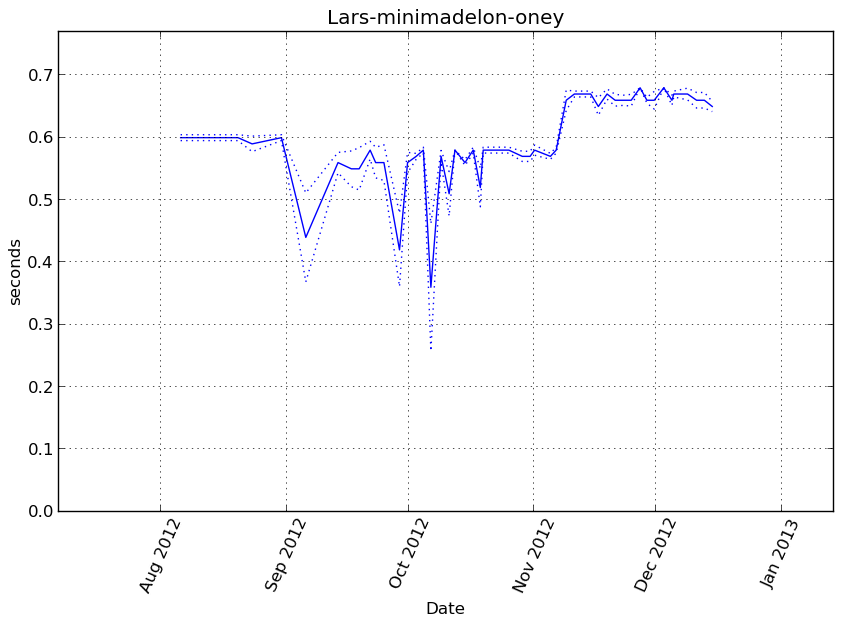 Lars-minimadelon-oney
0.7
0.6
0.5
0.4
0.3
0.2
0.1
0.0
seconds
Aug 2012
Sep 2012
Oct 2012
Nov 2012
Dec 2012
Jan 2013
Date